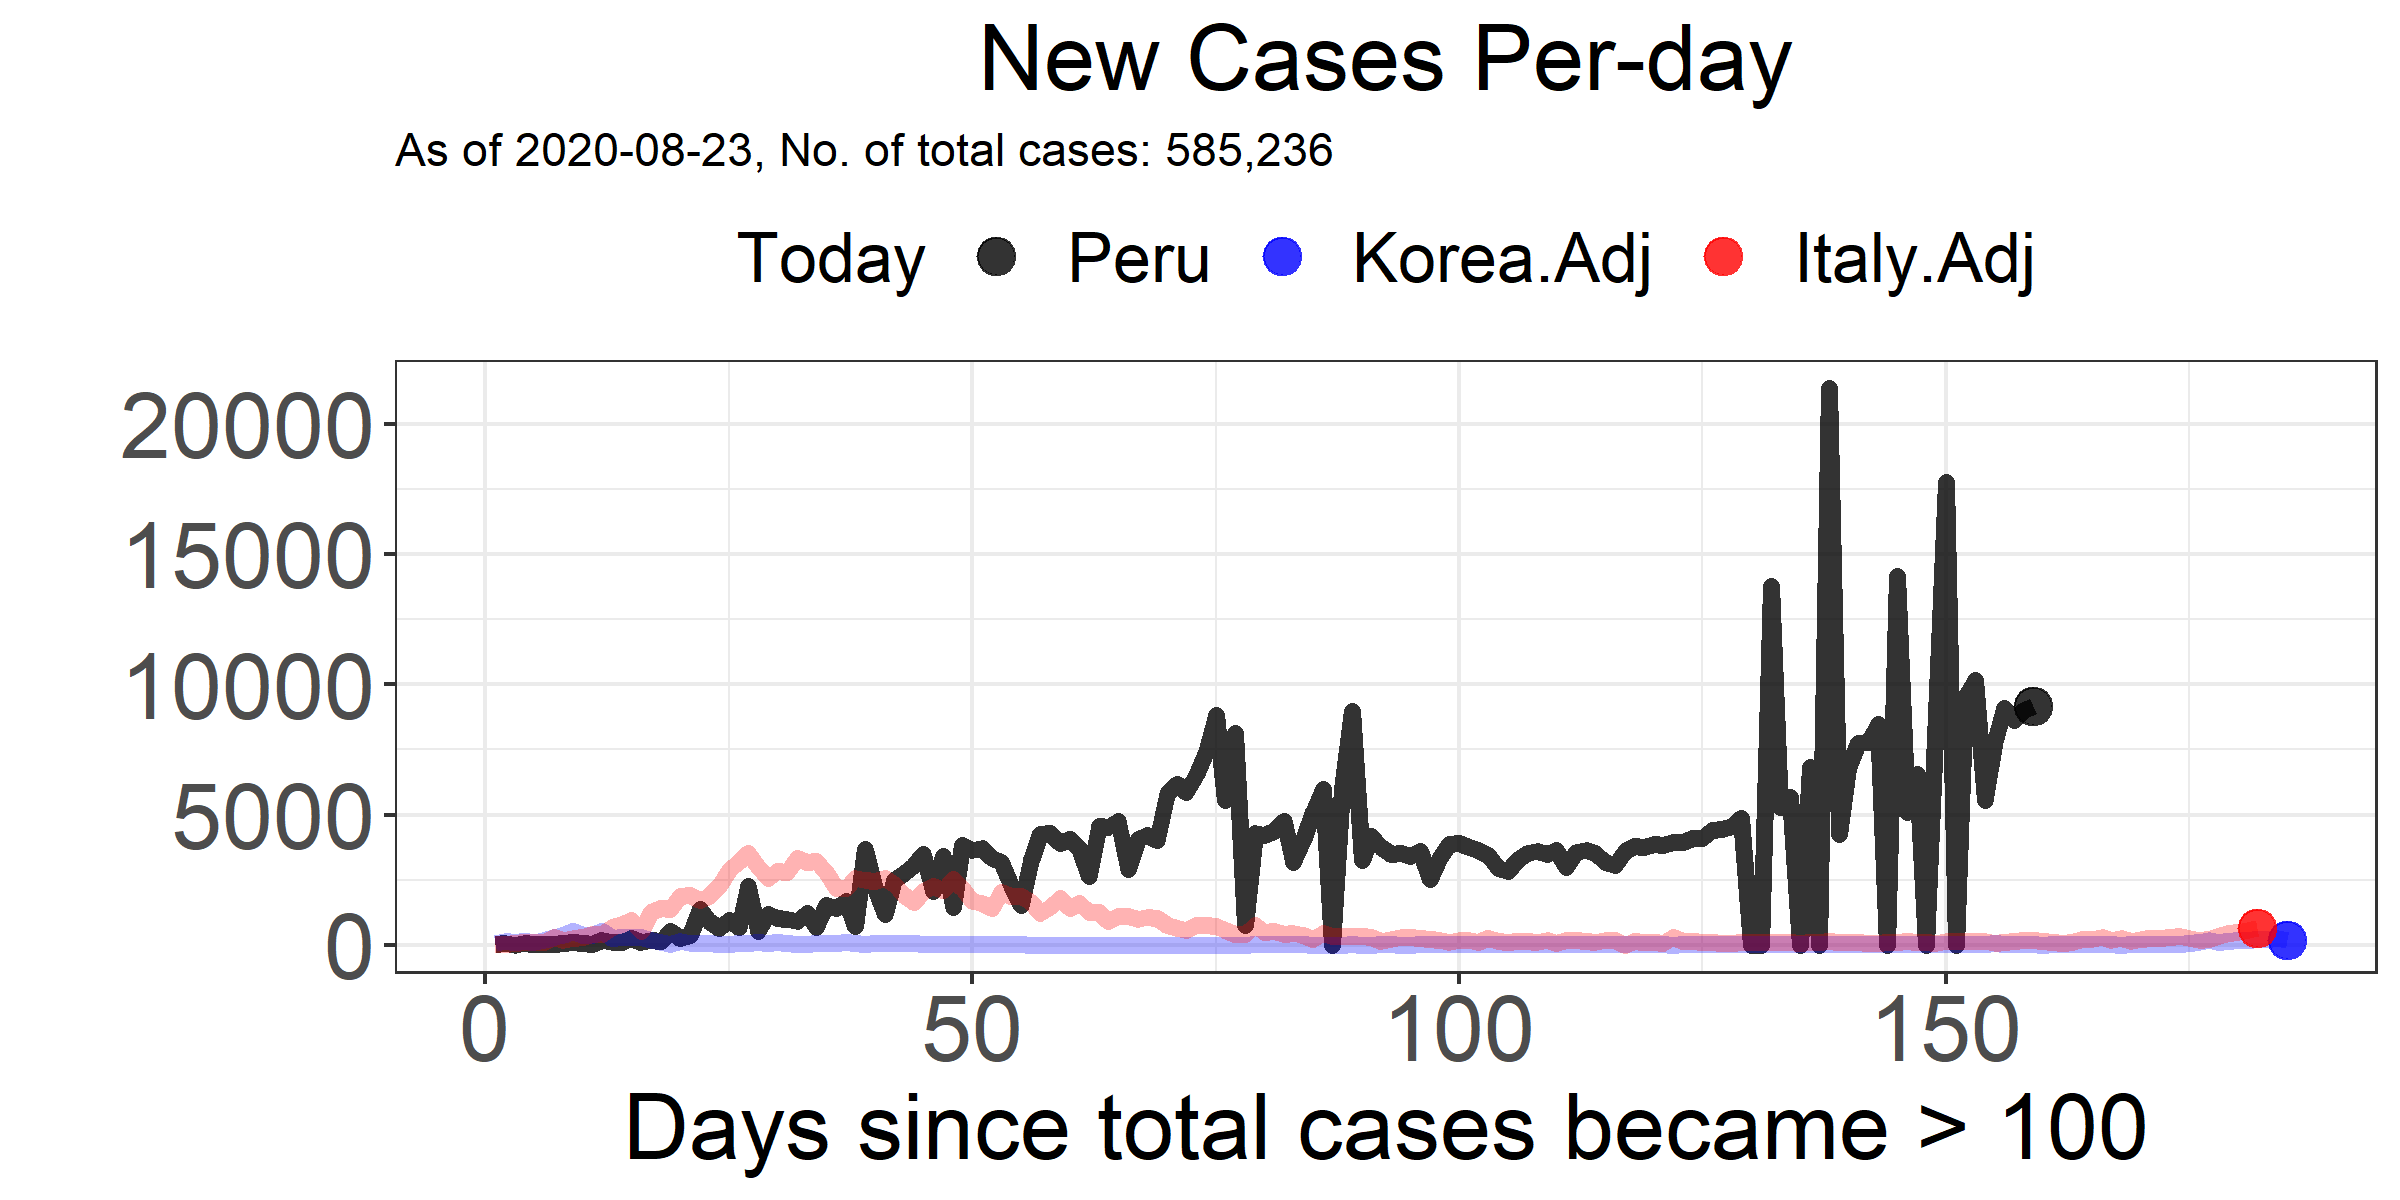 New Cases Per-day
As of 2020-08-23, No. of total cases: 585,236
Today Peru Korea.Adj Italy.Adj
20000
15000
10000
5000
0
0 50 100 150
Days since total cases became > 100